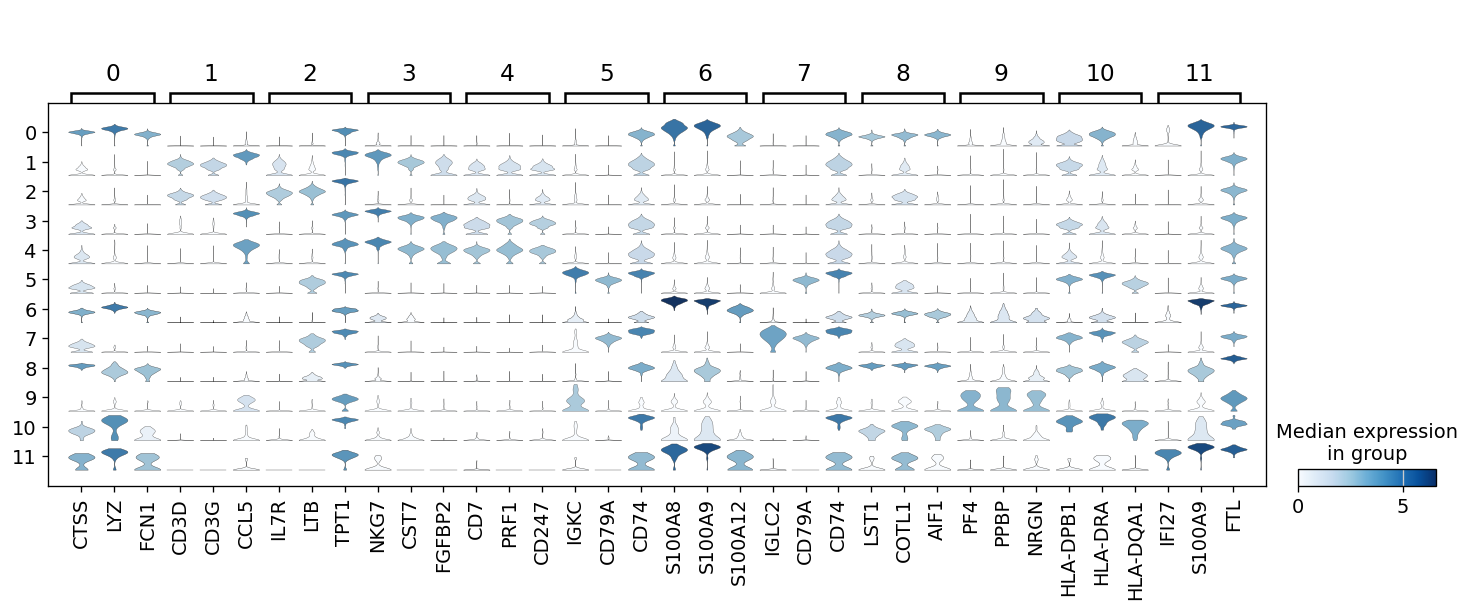 0 1 2 3 4 5 6 7 8 9 10 11
0
1
2
3
4
5
6
7
8
9
10
11
CTSS
LYZ
FCN1
CD3D
CD3G
CCL5
IL7R
LTB
TPT1
NKG7
CST7
FGFBP2
CD7
PRF1
CD247
IGKC
CD79A
CD74
S100A8
S100A9
S100A12
IGLC2
CD79A
CD74
LST1
COTL1
AIF1
PF4
PPBP
NRGN
HLA-DPB1
HLA-DRA
HLA-DQA1
IFI27
S100A9
FTL
Median expression
in group
0 5